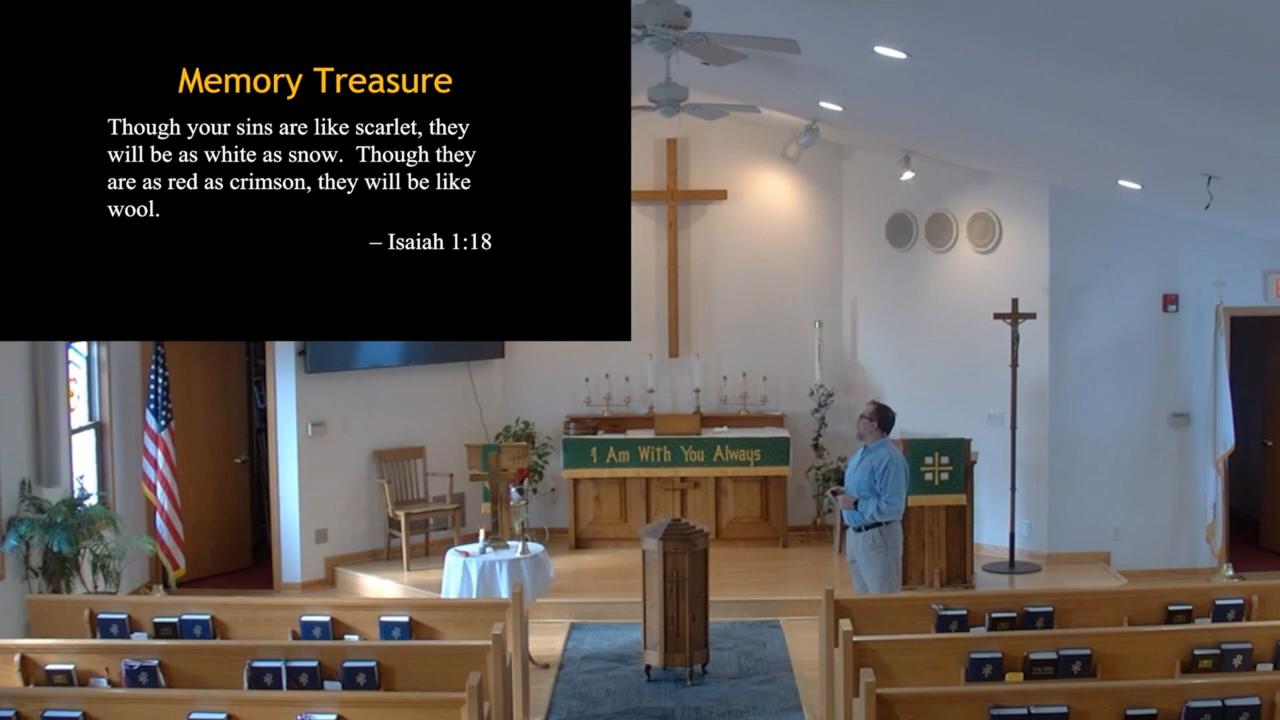 Memory Treasure
Though your sins are like scarlet, they
will be as white as snow.  Though they
are as red as crimson, they will be like
wool.
– Isaiah 1:18
I Am With You Always